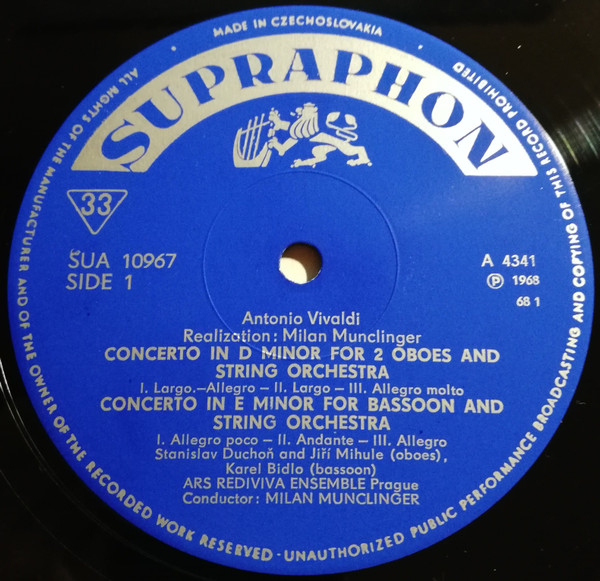 MADE IN CZECHOSLOVAKIA
ALL RIGHTS OF THE MANUFACTURER AND OF THE OWNER OF THE RECORDED WORK RESERVED · UNAUTHORIZED PUBLIC PERFORMANCE BROADCASTING AND COPYING OF THIS RECORD PROHIBITED
SUPRAPHON
33
SUA 10967
SIDE 1
A 4341
Ⓟ 1968
68 1
Antonio Vivaldi
Realization: Milan Munclinger
CONCERTO IN D MINOR FOR 2 OBOES AND
STRING ORCHESTRA
I. Largo.—Allegro — II. Largo — III. Allegro molto
CONCERTO IN E MINOR FOR BASSOON AND
STRING ORCHESTRA
I. Allegro poco — II. Andante — III. Allegro
Stanislav Duchoň and Jiří Mihule (oboes),
Karel Bidlo (bassoon)
ARS REDIVIVA ENSEMBLE Prague
Conductor: MILAN MUNCLINGER